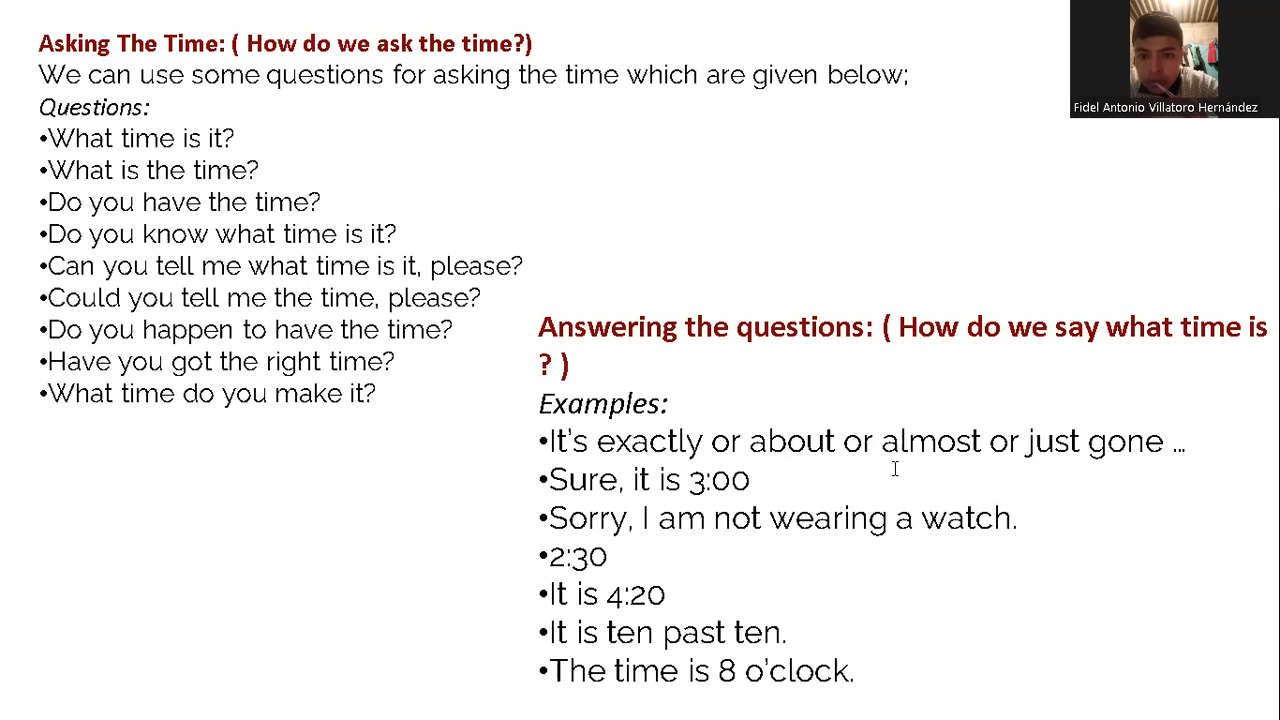 Asking The Time: ( How do we ask the time?)
We can use some questions for asking the time which are given below;
Questions:
•What time is it?
•What is the time?
•Do you have the time?
•Do you know what time is it?
•Can you tell me what time is it, please?
•Could you tell me the time, please?
•Do you happen to have the time?
•Have you got the right time?
•What time do you make it?
Answering the questions: ( How do we say what time is
? )
Examples:
•It's exactly or about or almost or just gone ...
•Sure, it is 3:00
•Sorry, I am not wearing a watch.
•2:30
•It is 4:20
•It is ten past ten.
•The time is 8 o'clock.
Fidel Antonio Villatoro Hernández